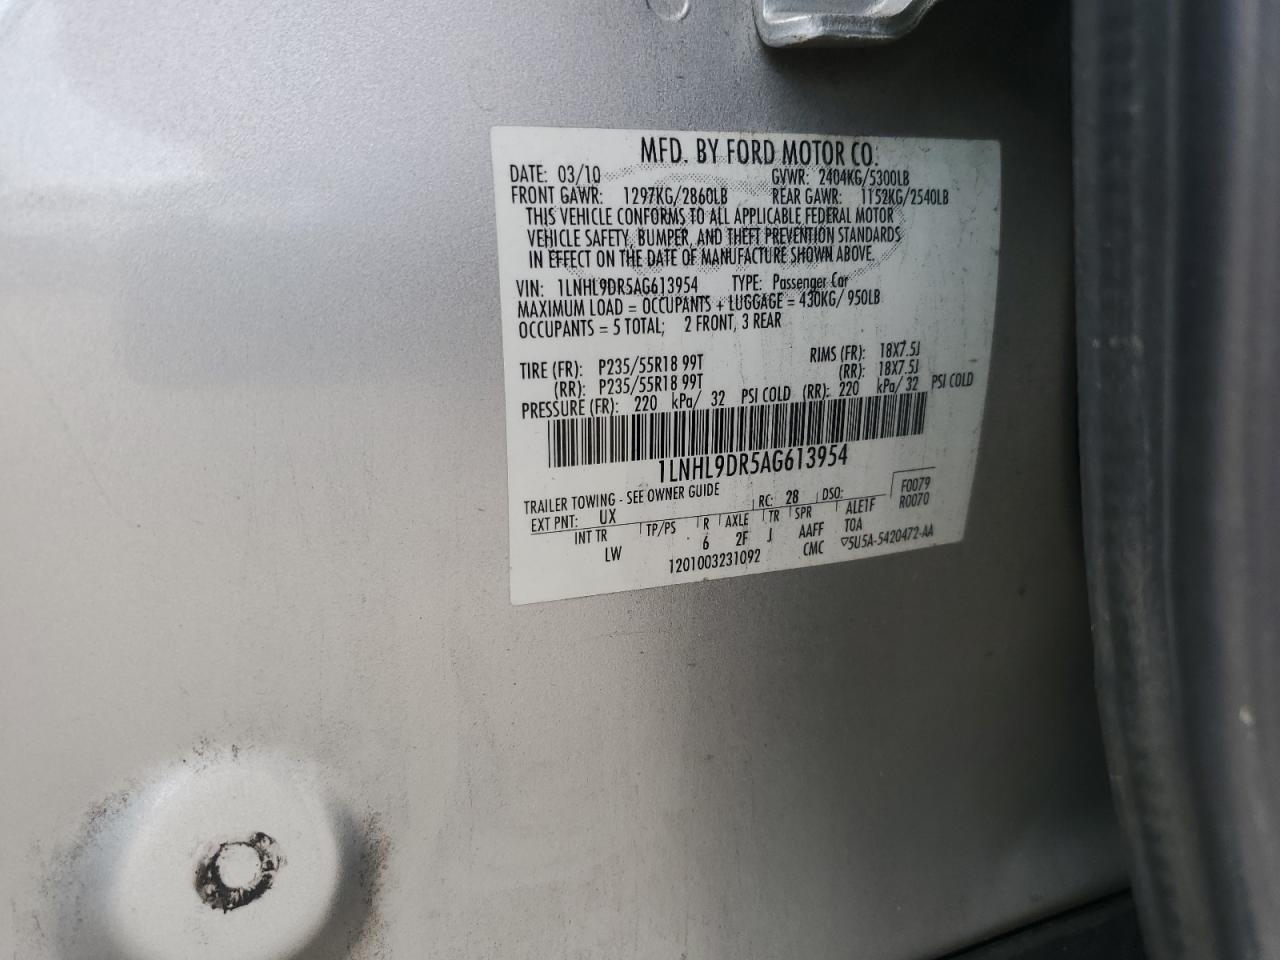 MFD. BY FORD MOTOR CO.
DATE: 03/10 GVWR: 2404KG/5300LB
FRONT GAWR: 1297KG/2860LB REAR GAWR: 1152KG/2540LB
THIS VEHICLE CONFORMS TO ALL APPLICABLE FEDERAL MOTOR
VEHICLE SAFETY, BUMPER, AND THEFT PREVENTION STANDARDS
IN EFFECT ON THE DATE OF MANUFACTURE SHOWN ABOVE.
VIN: 1LNHL9DR5AG613954 TYPE: Passenger Car
MAXIMUM LOAD = OCCUPANTS + LUGGAGE = 430KG/ 950LB
OCCUPANTS = 5 TOTAL; 2 FRONT, 3 REAR
TIRE (FR): P235/55R18 99T RIMS (FR): 18X7.5J
(RR): P235/55R18 99T (RR): 18X7.5J
PRESSURE (FR): 220 kPa/ 32 PSI COLD (RR): 220 kPa/ 32 PSI COLD
1LNHL9DR5AG613954
TRAILER TOWING - SEE OWNER GUIDE F0079
EXT PNT: UX RC: 28 DSO: R0070
INT TR TP/PS R AXLE TR SPR ALETF
LW 6 2F J AAFF TOA
1201003231092 CMC ▽5U5A-5420472-AA